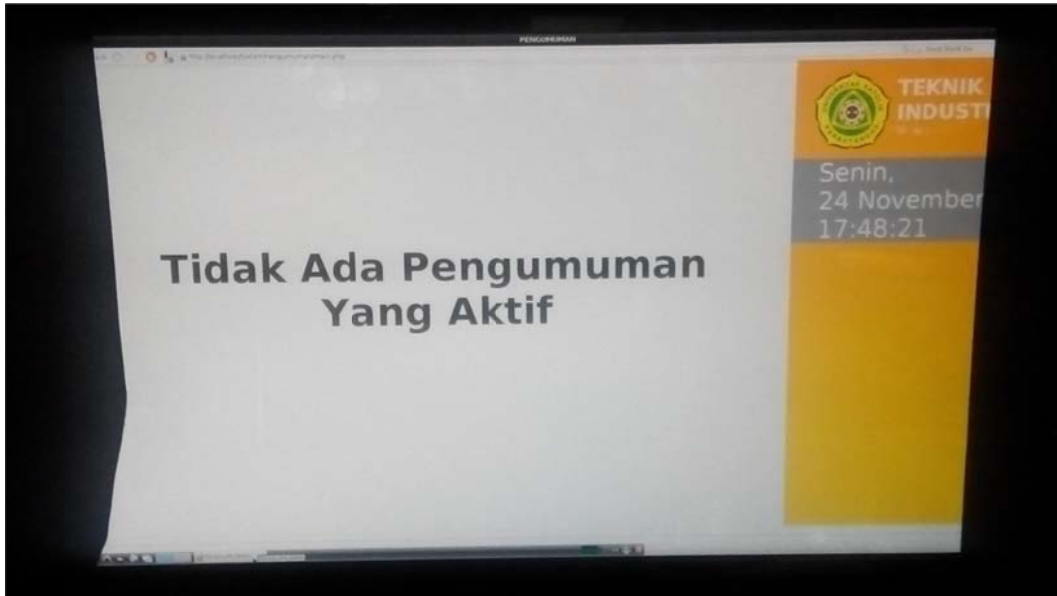 PENGUMUMAN
TEKNIK
INDUSTI
Senin,
24 November
17:48:21
Tidak Ada Pengumuman
Yang Aktif